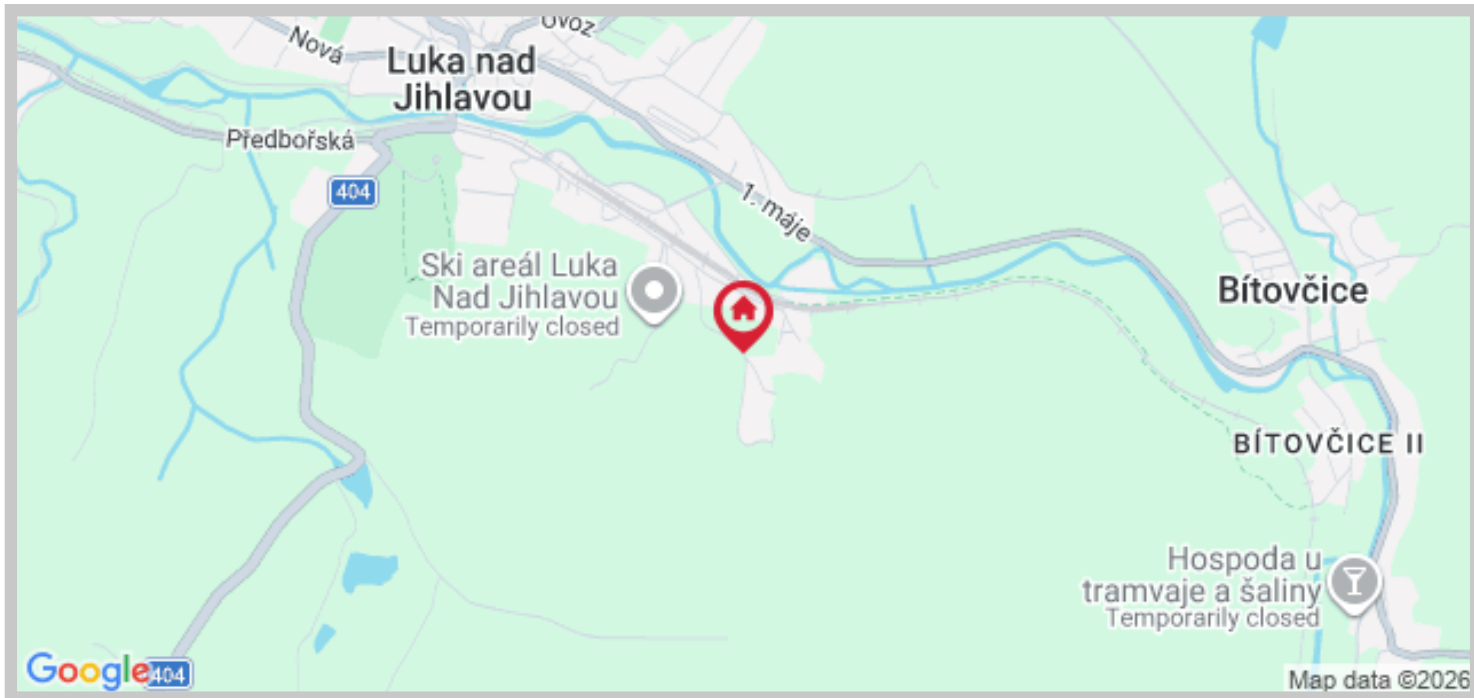 Úvoz
Nová
Luka nad
Jihlavou
Předbořská
404
1. máje
Ski areál Luka
Nad Jihlavou
Temporarily closed
Bítovčice
BÍTOVČICE II
Hospoda u
tramvaje a šaliny
Temporarily closed
Google
404
Map data ©2026